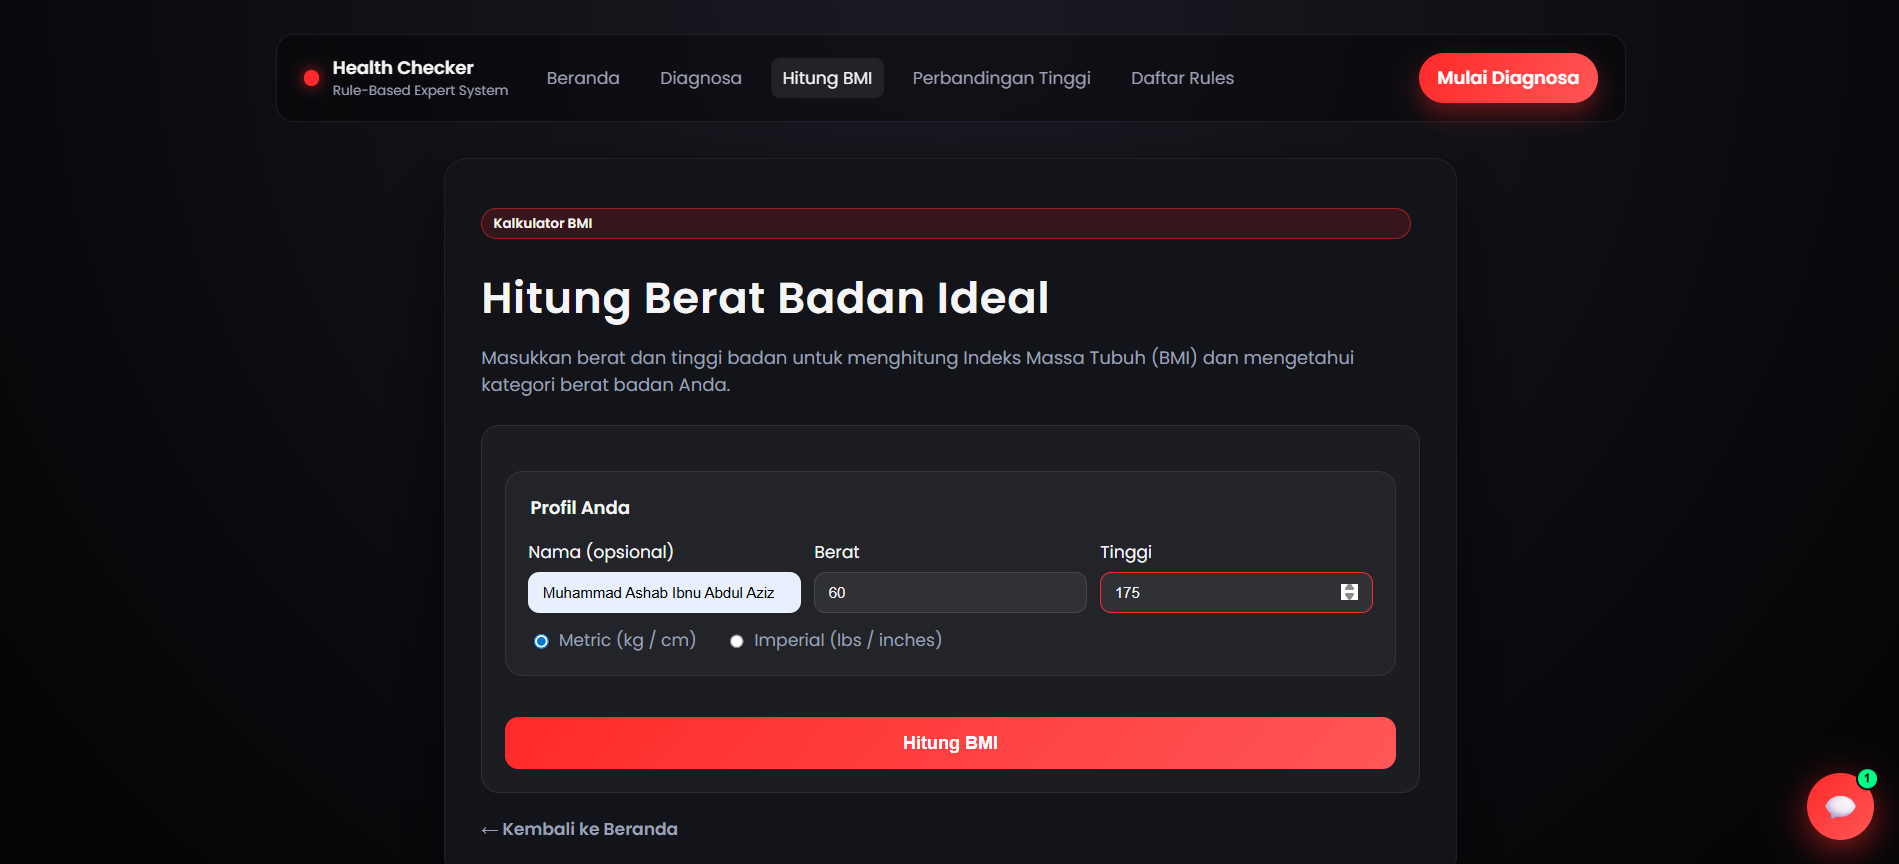 Health Checker
Rule-Based Expert System
Beranda
Diagnosa
Hitung BMI
Perbandingan Tinggi
Daftar Rules
Mulai Diagnosa
Kalkulator BMI
Hitung Berat Badan Ideal
Masukkan berat dan tinggi badan untuk menghitung Indeks Massa Tubuh (BMI) dan mengetahui
kategori berat badan Anda.
Profil Anda
Nama (opsional)
Berat
Tinggi
Muhammad Ashab Ibnu Abdul Aziz
60
175
Metric (kg / cm)
Imperial (lbs / inches)
Hitung BMI
1
← Kembali ke Beranda